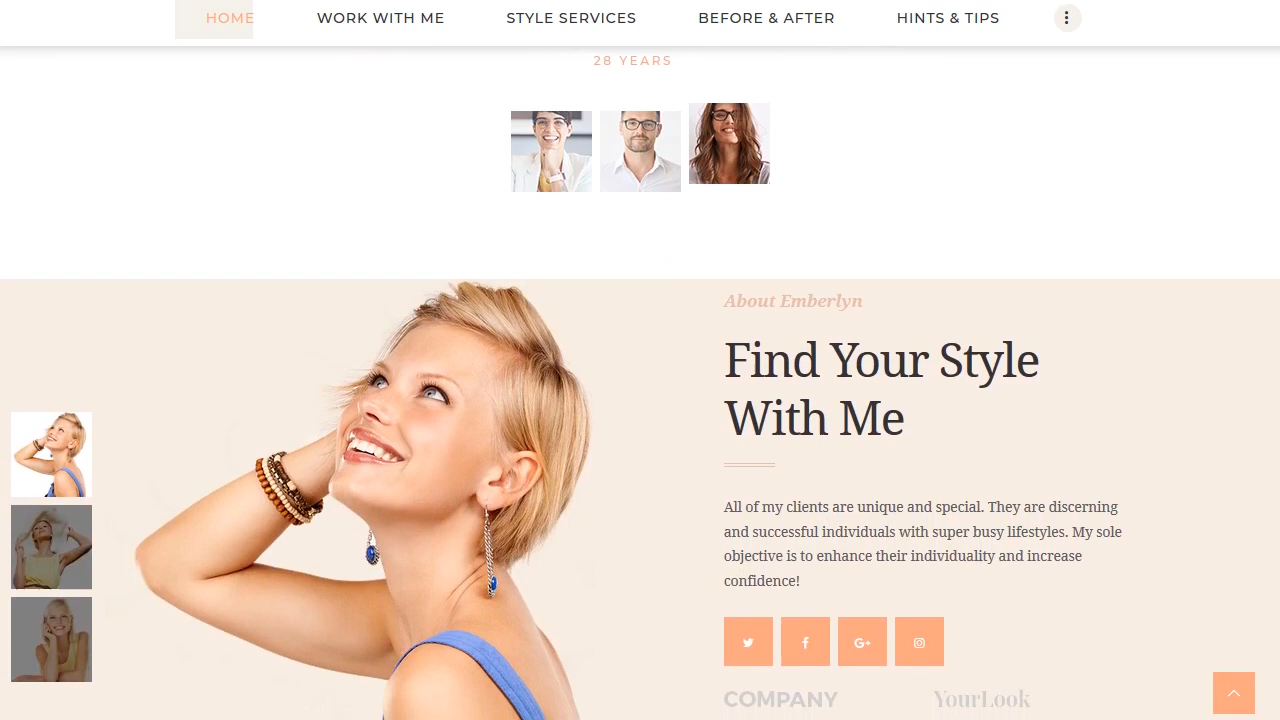 HOME
WORK WITH ME
STYLE SERVICES
BEFORE & AFTER
HINTS & TIPS
28 YEARS
About Emberlyn
Find Your Style
With Me
All of my clients are unique and special. They are discerning
and successful individuals with super busy lifestyles. My sole
objective is to enhance their individuality and increase
confidence!
COMPANY
YourLook